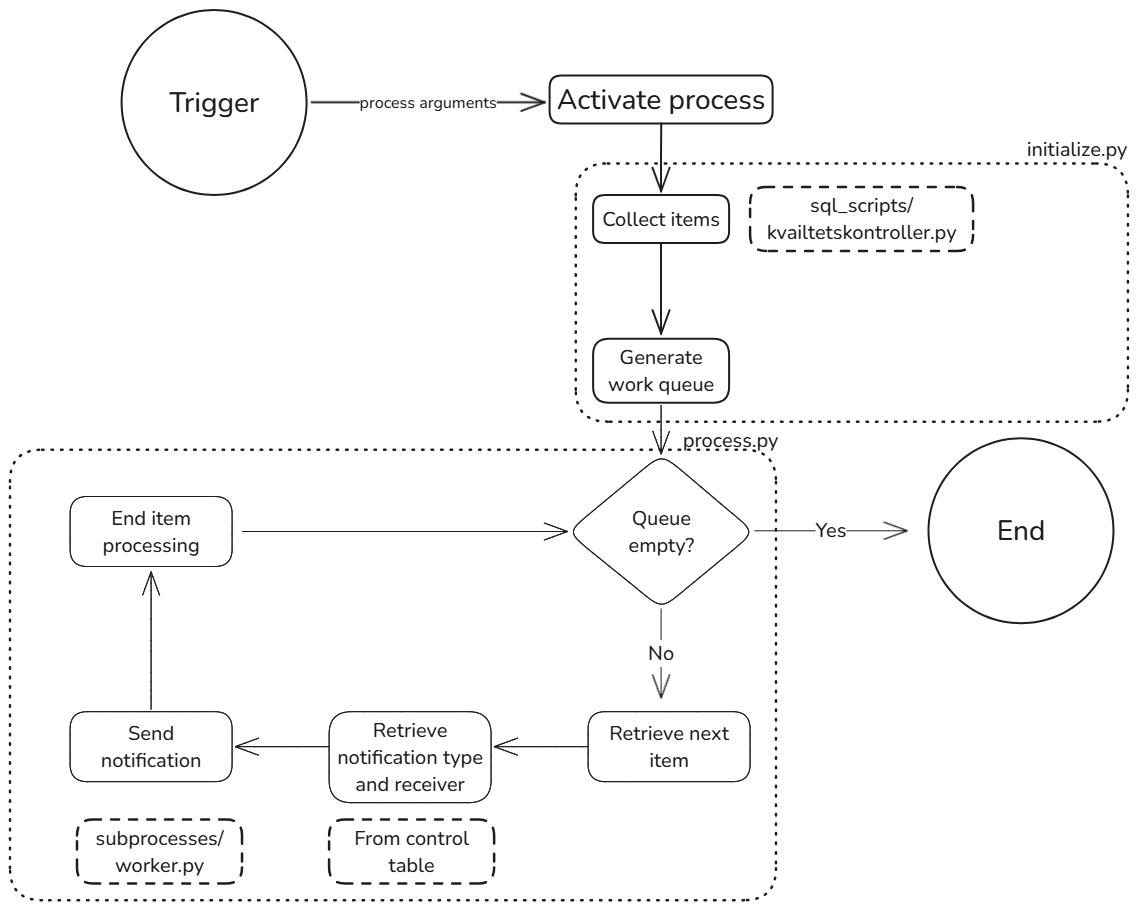 Trigger
process arguments
Activate process
initialize.py
Collect items
sql_scripts/
kvailtetskontroller.py
Generate
work queue
process.py
End item
processing
Queue
empty?
Yes
End
No
Send
notification
Retrieve
notification type
and receiver
Retrieve next
item
subprocesses/
worker.py
From control
table